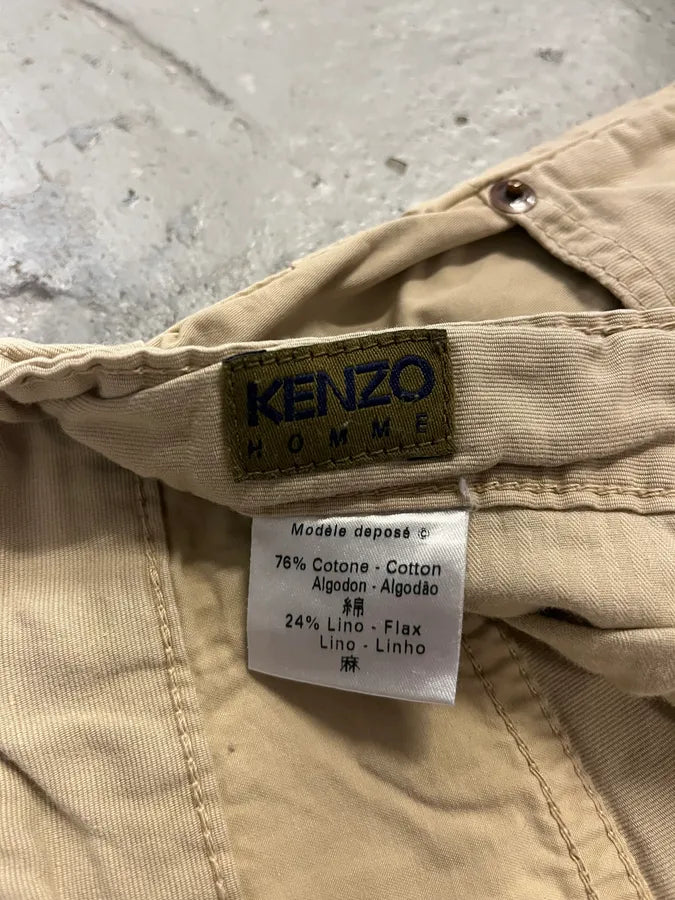 KENZO
HOMME
Modèle deposé ©
76% Cotone - Cotton
Algodon - Algodão
綿
24% Lino - Flax
Lino - Linho
麻